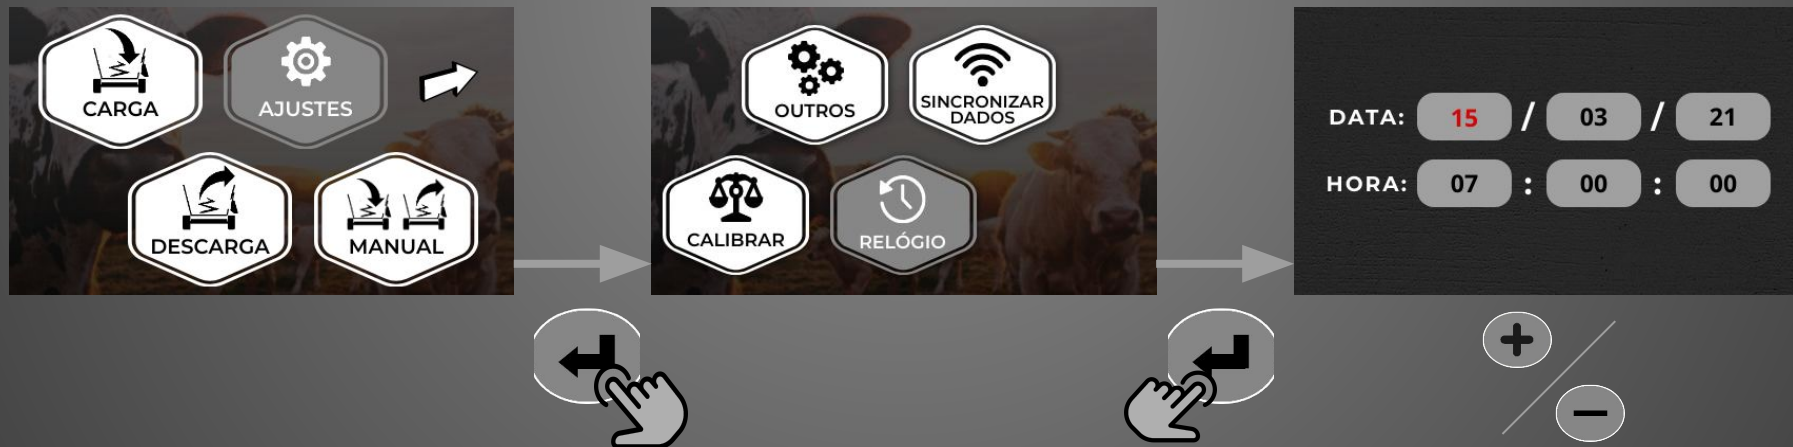 CARGA
AJUSTES
DESCARGA
MANUAL
OUTROS
SINCRONIZAR
DADOS
CALIBRAR
RELÓGIO
DATA: 15 / 03 / 21
HORA: 07 : 00 : 00